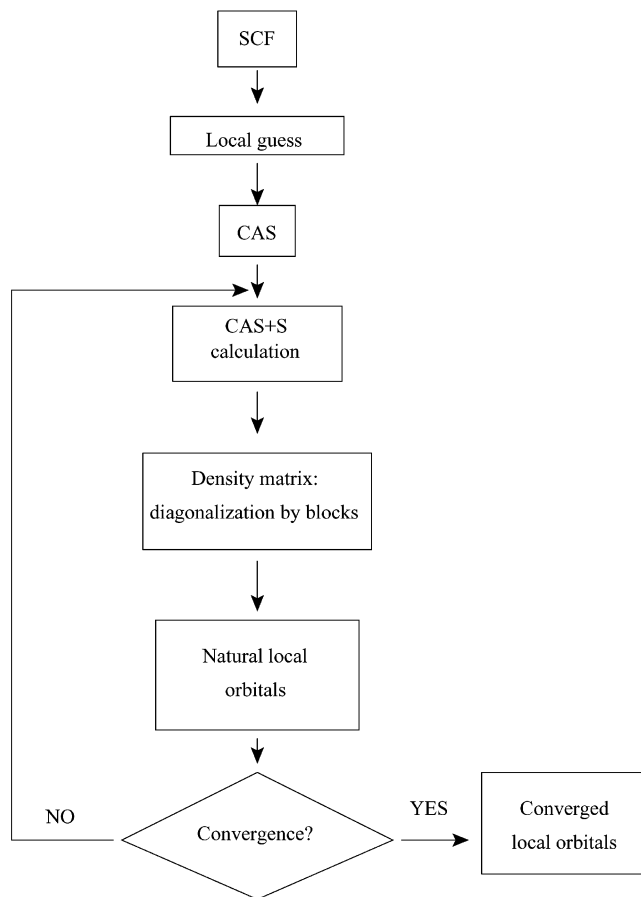 SCF
Local guess
CAS
CAS+S
calculation
Density matrix:
diagonalization by blocks
Natural local
orbitals
NO
Convergence?
YES
Converged
local orbitals